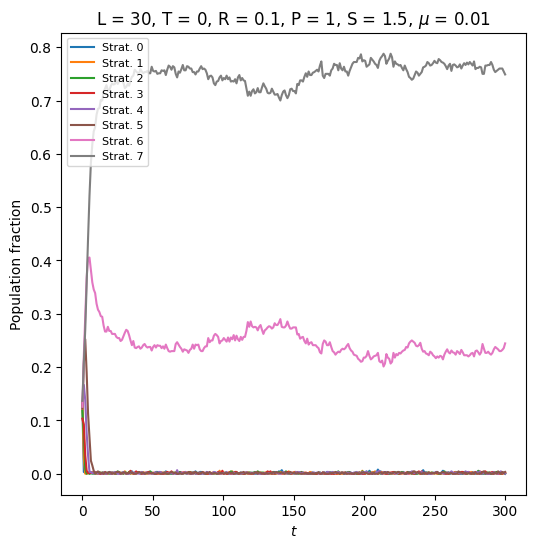 L = 30, T = 0, R = 0.1, P = 1, S = 1.5, μ = 0.01
Strat. 0
Strat. 1
Strat. 2
Strat. 3
Strat. 4
Strat. 5
Strat. 6
Strat. 7
Population fraction
0.8
0.7
0.6
0.5
0.4
0.3
0.2
0.1
0.0
0
50
100
150
200
250
300
t